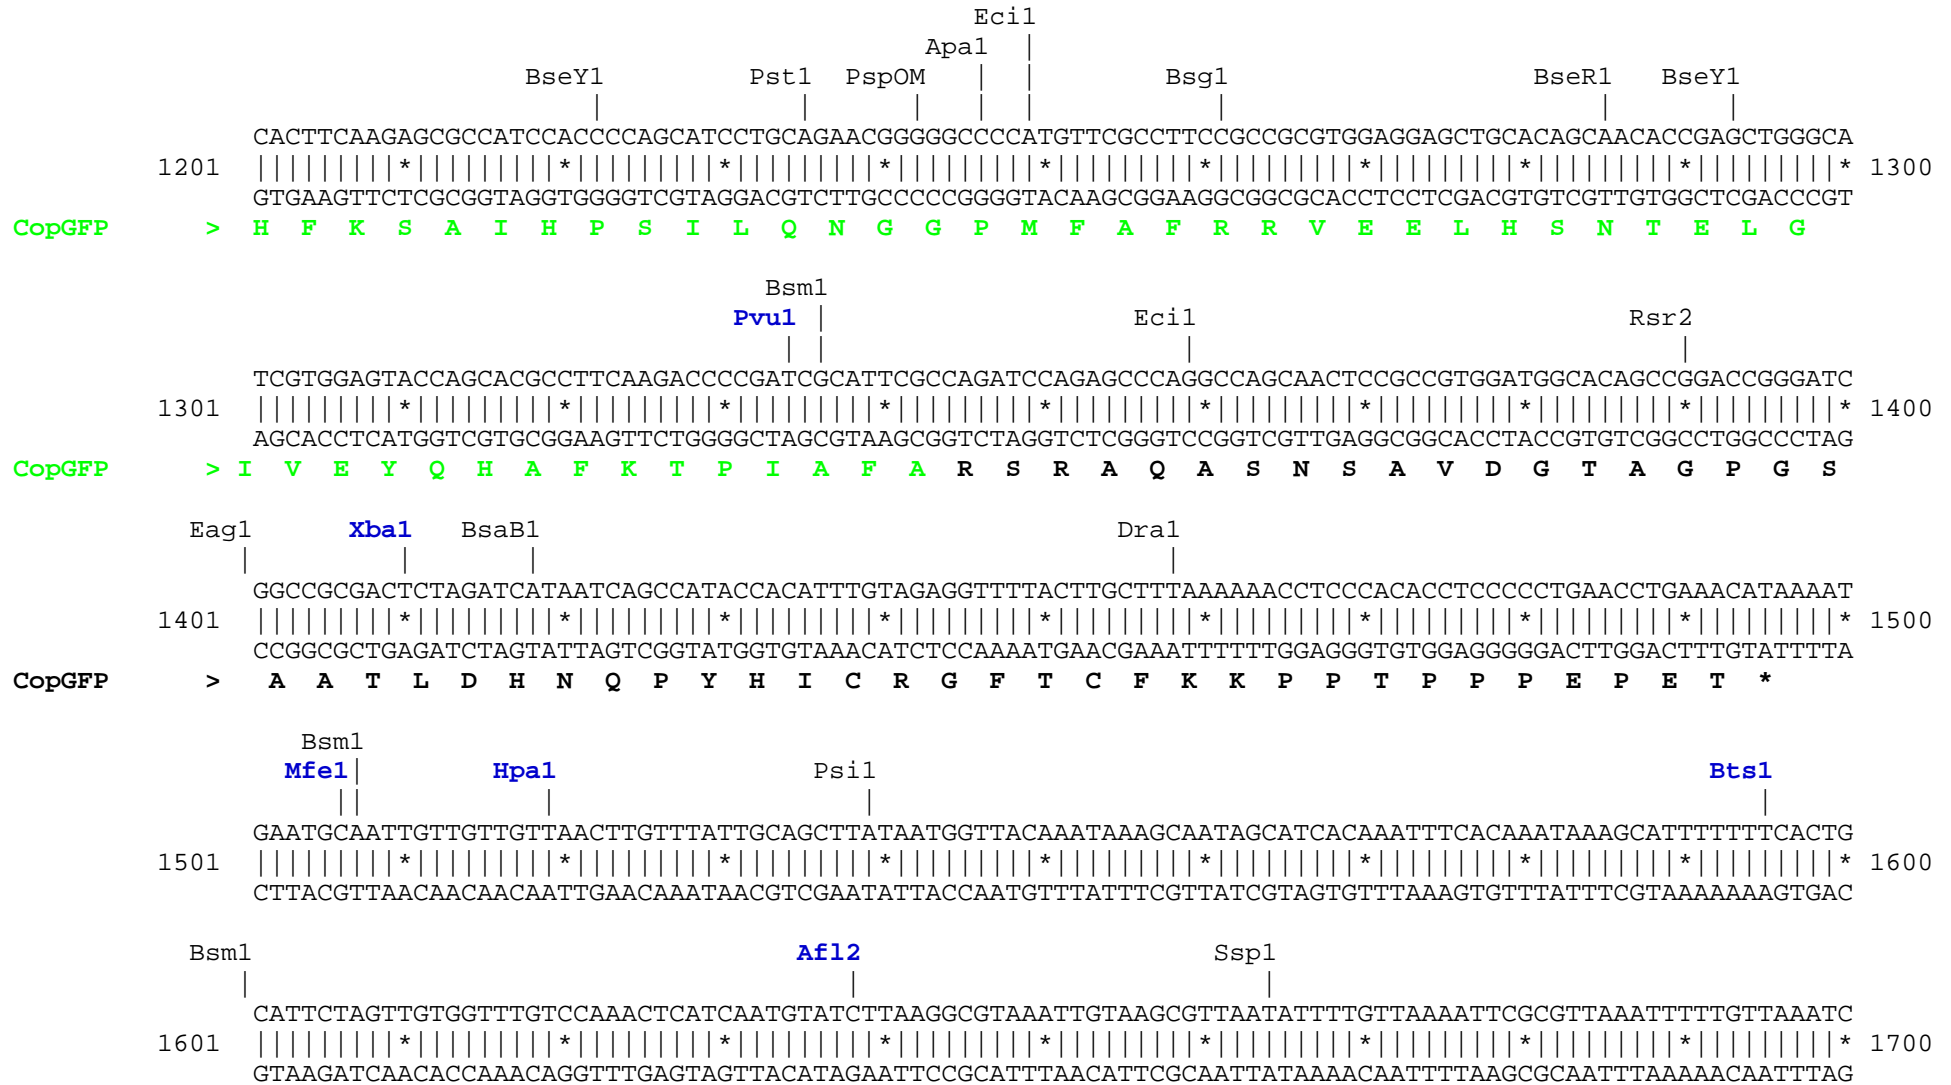 Eci1
Apa1 |
BseY1 Pst1 PspOM | | Bsg1 BseR1 BseY1
| | | | | | | |
CACTTCAAGAGCGCCATCCACCCCAGCATCCTGCAGAACGGGGGCCCCATGTTCGCCTTCCGCCGCGTGGAGGAGCTGCACAGCAACACCGAGCTGGGCA
1201 |||||||||*|||||||||*|||||||||*|||||||||*|||||||||*|||||||||*|||||||||*|||||||||*|||||||||*|||||||||* 1300
GTGAAGTTCTCGCGGTAGGTGGGGTCGTAGGACGTCTTGCCCCCGGGGTACAAGCGGAAGGCGGCGCACCTCCTCGACGTGTCGTTGTGGCTCGACCCGT
CopGFP > H F K S A I H P S I L Q N G G P M F A F R R V E E L H S N T E L G
Bsm1
Pvu1 | Eci1 Rsr2
| | | |
TCGTGGAGTACCAGCACGCCTTCAAGACCCCGATCGCATTCGCCAGATCCAGAGCCCAGGCCAGCAACTCCGCCGTGGATGGCACAGCCGGACCGGGATC
1301 |||||||||*|||||||||*|||||||||*|||||||||*|||||||||*|||||||||*|||||||||*|||||||||*|||||||||*|||||||||* 1400
AGCACCTCATGGTCGTGCGGAAGTTCTGGGGCTAGCGTAAGCGGTCTAGGTCTCGGGTCCGGTCGTTGAGGCGGCACCTACCGTGTCGGCCTGGCCCTAG
CopGFP > I V E Y Q H A F K T P I A F A R S R A Q A S N S A V D G T A G P G S
Eag1 Xba1 BsaB1 Dra1
| | | |
GGCCGCGACTCTAGATCATAATCAGCCATACCACATTTGTAGAGGTTTTACTTGCTTTAAAAAACCTCCCACACCTCCCCCTGAACCTGAAACATAAAAT
1401 |||||||||*|||||||||*|||||||||*|||||||||*|||||||||*|||||||||*|||||||||*|||||||||*|||||||||*|||||||||* 1500
CCGGCGCTGAGATCTAGTATTAGTCGGTATGGTGTAAACATCTCCAAAATGAACGAAATTTTTTGGAGGGTGTGGAGGGGGACTTGGACTTTGTATTTTA
CopGFP > A A T L D H N Q P Y H I C R G F T C F K K P P T P P P E P E T *
Bsm1
Mfe1| Hpa1 Psi1 Bts1
|| | | |
GAATGCAATTGTTGTTGTTAACTTGTTTATTGCAGCTTATAATGGTTACAAATAAAGCAATAGCATCACAAATTTCACAAATAAAGCATTTTTTTCACTG
1501 |||||||||*|||||||||*|||||||||*|||||||||*|||||||||*|||||||||*|||||||||*|||||||||*|||||||||*|||||||||* 1600
CTTACGTTAACAACAACAATTGAACAAATAACGTCGAATATTACCAATGTTTATTTCGTTATCGTAGTGTTTAAAGTGTTTATTTCGTAAAAAAAGTGAC
Bsm1 Afl2 Ssp1
| | |
CATTCTAGTTGTGGTTTGTCCAAACTCATCAATGTATCTTAAGGCGTAAATTGTAAGCGTTAATATTTTGTTAAAATTCGCGTTAAATTTTTGTTAAATC
1601 |||||||||*|||||||||*|||||||||*|||||||||*|||||||||*|||||||||*|||||||||*|||||||||*|||||||||*|||||||||* 1700
GTAAGATCAACACCAAACAGGTTTGAGTAGTTACATAGAATTCCGCATTTAACATTCGCAATTATAAAACAATTTTAAGCGCAATTTAAAAACAATTTAG